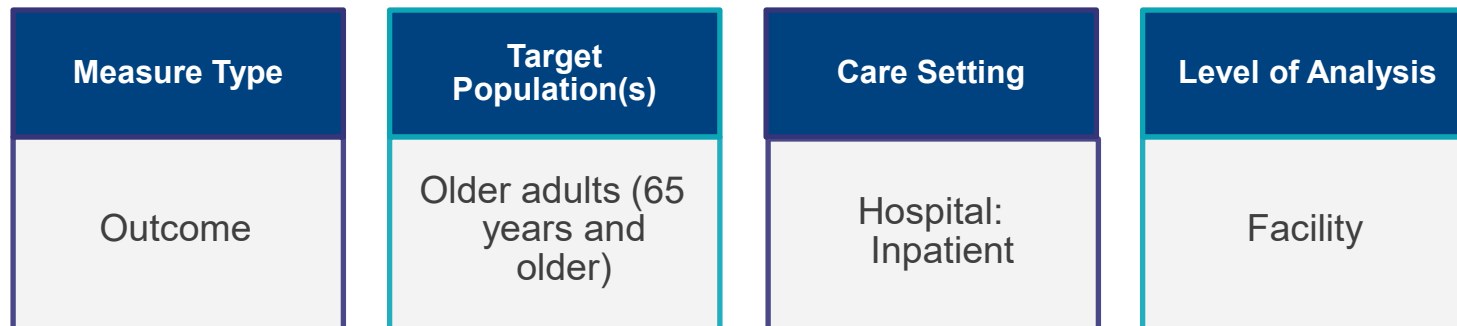 Measure Type
Outcome
Target
Population(s)
Older adults (65
years and
older)
Care Setting
Hospital:
Inpatient
Level of Analysis
Facility